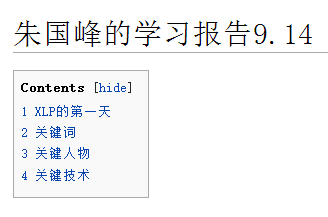 朱国峰的学习报告9.14
Contents [hide]
1 XLP的第一天
2 关键词
3 关键人物
4 关键技术